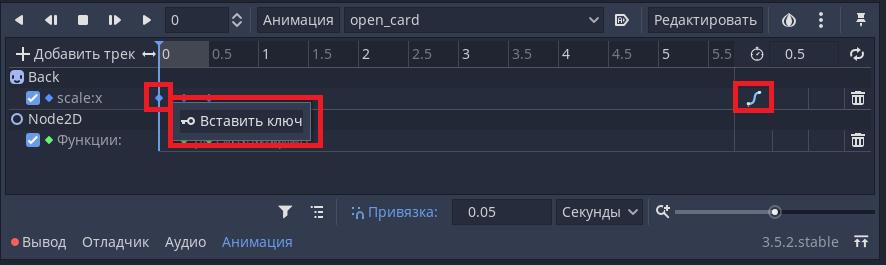 0 Анимация open_card Редактировать
Добавить трек 0 0.5 1 1.5 2 2.5 3 3.5 4 4.5 5 5.5 0.5
Back
scale:x
Вставить ключ
Node2D
Функции:
Привязка: 0.05 Секунды
Вывод Отладчик Аудио Анимация 3.5.2.stable